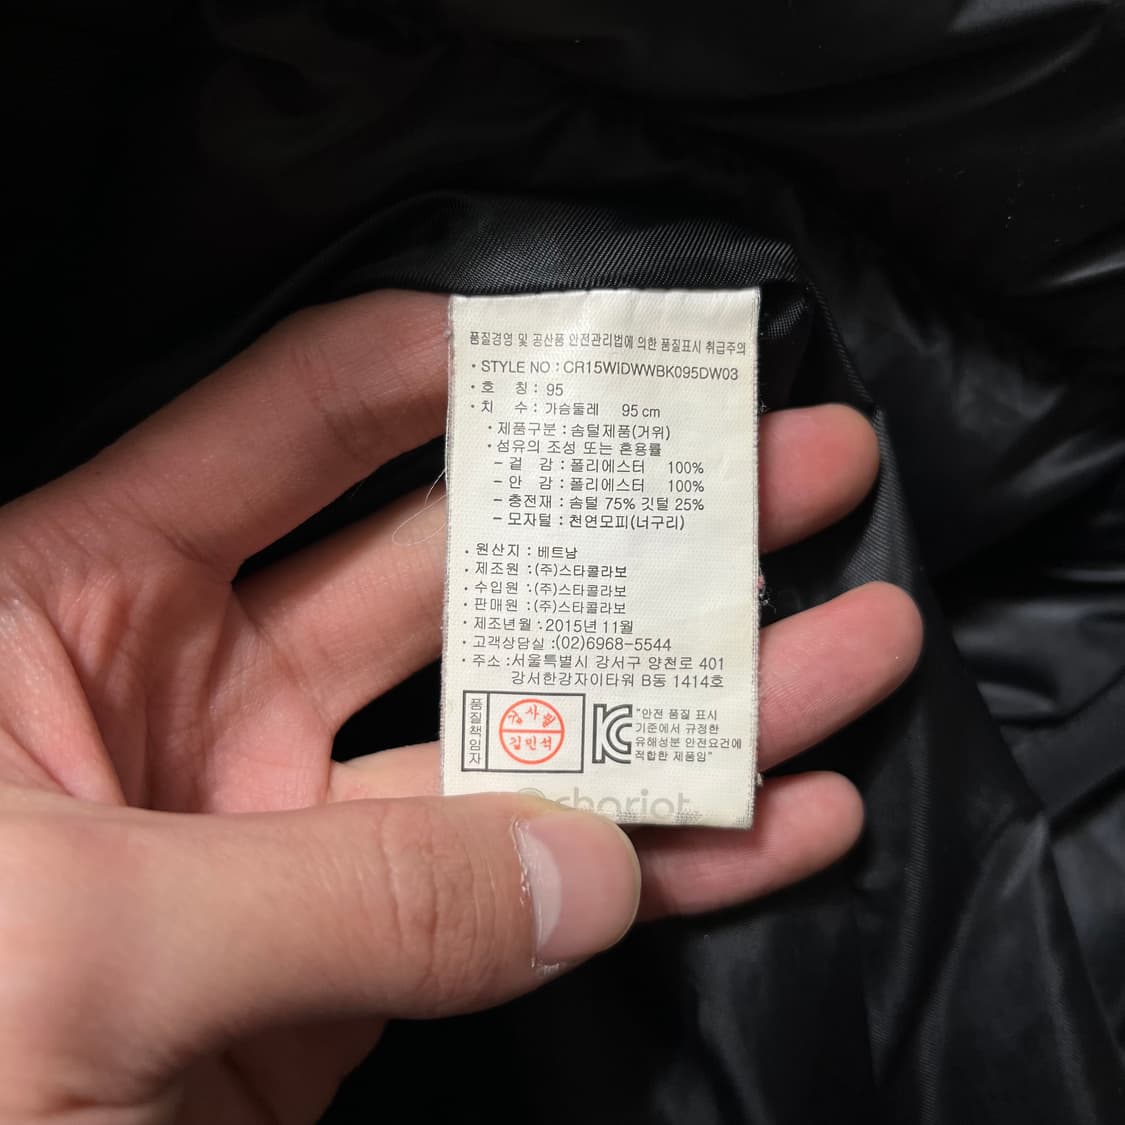 품질경영 및 공산품 안전관리법에 의한 품질표시 취급주의
· STYLE NO : CR15WIDWWBK095DW03
· 호 칭 : 95
· 치 수 : 가슴둘레 95 cm
· 제품구분 : 솜털제품(거위)
· 섬유의 조성 또는 혼용률
- 겉 감 : 폴리에스터 100%
- 안 감 : 폴리에스터 100%
- 충전재 : 솜털 75% 깃털 25%
- 모자털 : 천연모피(너구리)
· 원산지 : 베트남
· 제조원 :(주)스타콜라보
· 수입원 :(주)스타콜라보
· 판매원 :(주)스타콜라보
· 제조년월 : 2015년 11월
· 고객상담실 :(02)6968-5544
· 주소 :서울특별시 강서구 양천로 401
강서한강자이타워 B동 1414호
품질책임자
검사필
김민석
KC
"안전 품질 표시
기준에서 규정한
유해성분 안전요건에
적합한 제품임"
chariot